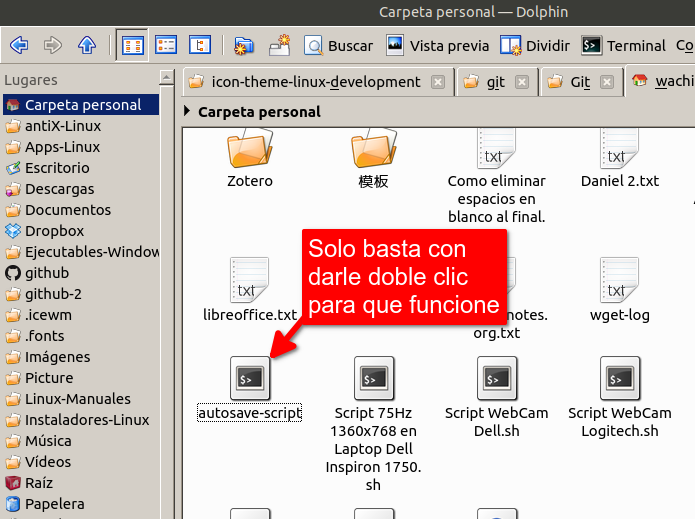 Carpeta personal — Dolphin
Buscar
Vista previa
Dividir
Terminal
Co
Lugares
icon-theme-linux-development
git
Git
wachi
Carpeta personal
Carpeta personal
antiX-Linux
Apps-Linux
Escritorio
Descargas
Documentos
Dropbox
Ejecutables-Window
github
github-2
.icewm
.fonts
Imágenes
Picture
Linux-Manuales
Instaladores-Linux
Música
Vídeos
Raíz
Papelera
Zotero
模板
txt
Como eliminar
espacios en
blanco al final.
txt
Daniel 2.txt
Solo basta con
darle doble clic
para que funcione
txt
libreoffice.txt
notes.
org.txt
txt
wget-log
autosave-script
Script 75Hz
1360x768 en
Laptop Dell
Inspiron 1750.
sh
Script WebCam
Dell.sh
Script WebCam
Logitech.sh